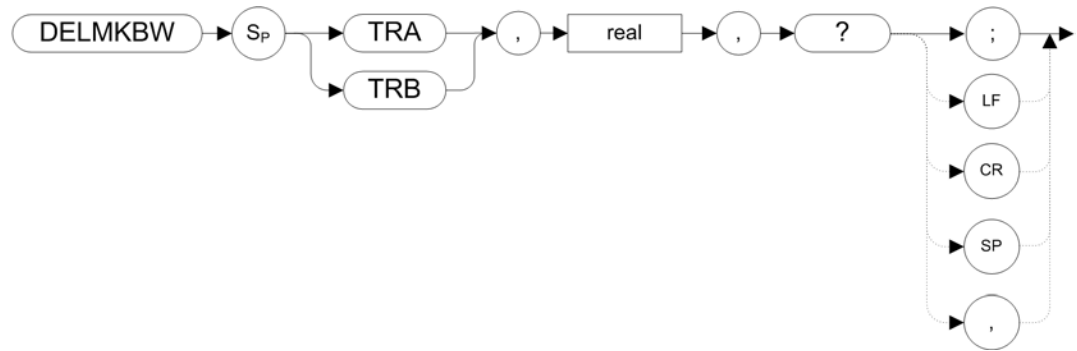 DELMKBW SP TRA , real , ? ;
TRB LF
CR
SP
,